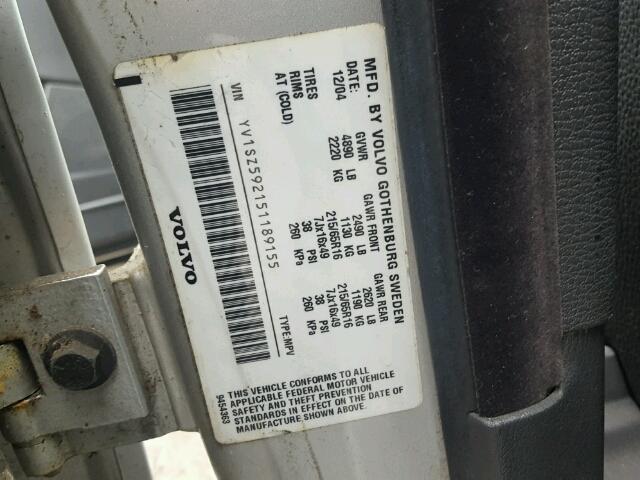 MFD. BY VOLVO GOTHENBURG SWEDEN
DATE: GVWR GAWR FRONT GAWR REAR
12/04 4890 LB 2490 LB 2620 LB
2220 KG 1130 KG 1190 KG
TIRES 215/65R16 215/65R16
RIMS 7Jx16x49 7Jx16x49
AT (COLD) 38 PSI 38 PSI
260 KPa 260 KPa
VIN YV1SZ592151189155 TYPE:MPV
VOLVO
THIS VEHICLE CONFORMS TO ALL
APPLICABLE FEDERAL MOTOR VEHICLE
SAFETY AND THEFT PREVENTION
STANDARDS IN EFFECT ON THE DATE OF
MANUFACTURE SHOWN ABOVE.
9454363